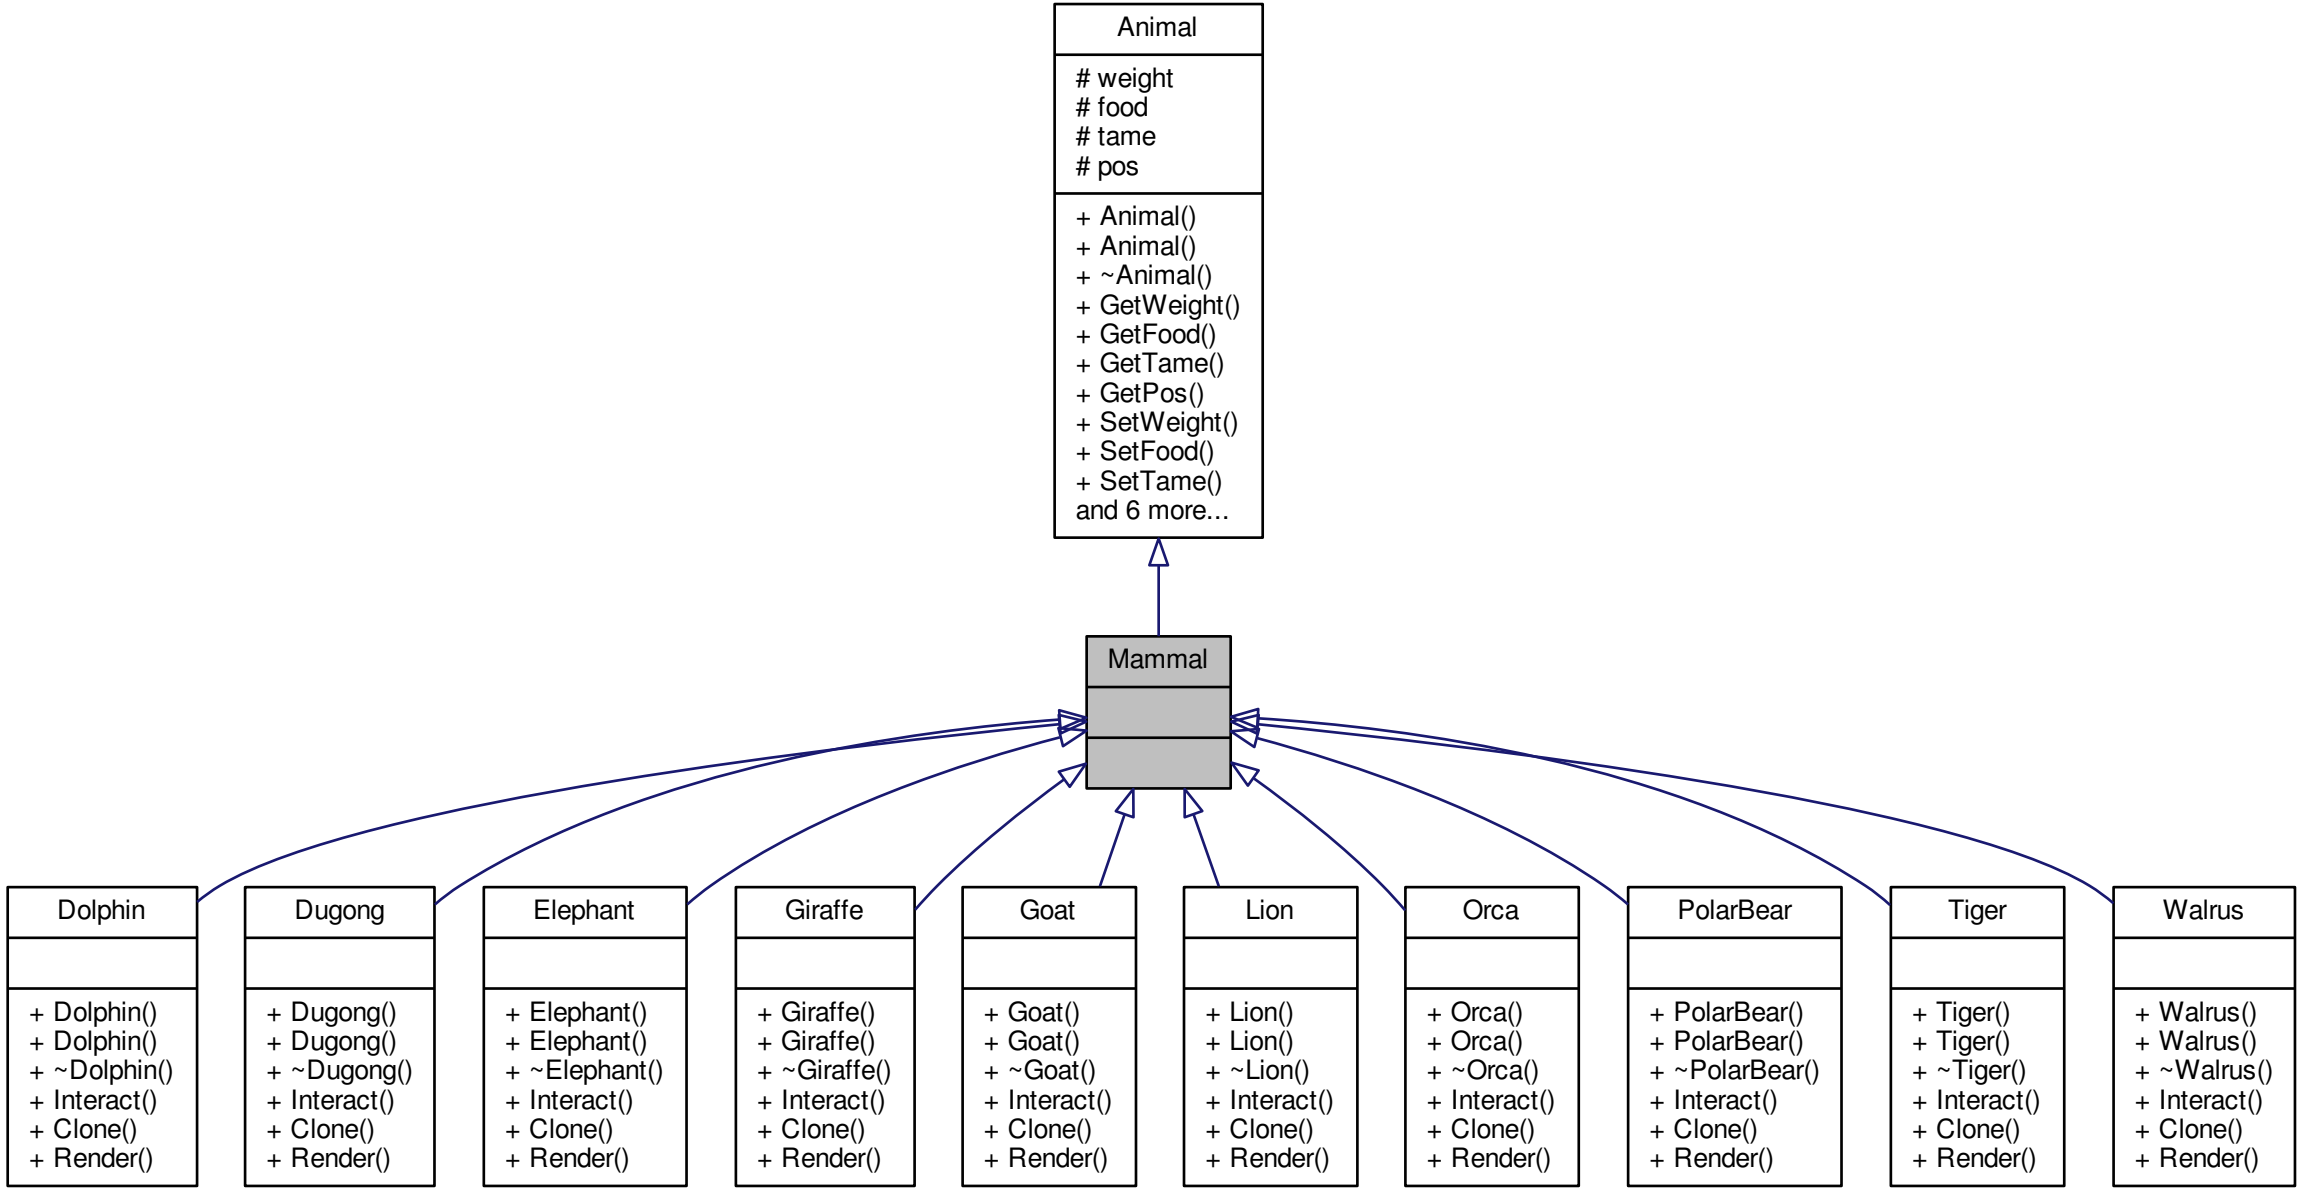 Animal
# weight
# food
# tame
# pos
+ Animal()
+ Animal()
+ ~Animal()
+ GetWeight()
+ GetFood()
+ GetTame()
+ GetPos()
+ SetWeight()
+ SetFood()
+ SetTame()
and 6 more...
Mammal
Dolphin
+ Dolphin()
+ Dolphin()
+ ~Dolphin()
+ Interact()
+ Clone()
+ Render()
Dugong
+ Dugong()
+ Dugong()
+ ~Dugong()
+ Interact()
+ Clone()
+ Render()
Elephant
+ Elephant()
+ Elephant()
+ ~Elephant()
+ Interact()
+ Clone()
+ Render()
Giraffe
+ Giraffe()
+ Giraffe()
+ ~Giraffe()
+ Interact()
+ Clone()
+ Render()
Goat
+ Goat()
+ Goat()
+ ~Goat()
+ Interact()
+ Clone()
+ Render()
Lion
+ Lion()
+ Lion()
+ ~Lion()
+ Interact()
+ Clone()
+ Render()
Orca
+ Orca()
+ Orca()
+ ~Orca()
+ Interact()
+ Clone()
+ Render()
PolarBear
+ PolarBear()
+ PolarBear()
+ ~PolarBear()
+ Interact()
+ Clone()
+ Render()
Tiger
+ Tiger()
+ Tiger()
+ ~Tiger()
+ Interact()
+ Clone()
+ Render()
Walrus
+ Walrus()
+ Walrus()
+ ~Walrus()
+ Interact()
+ Clone()
+ Render()